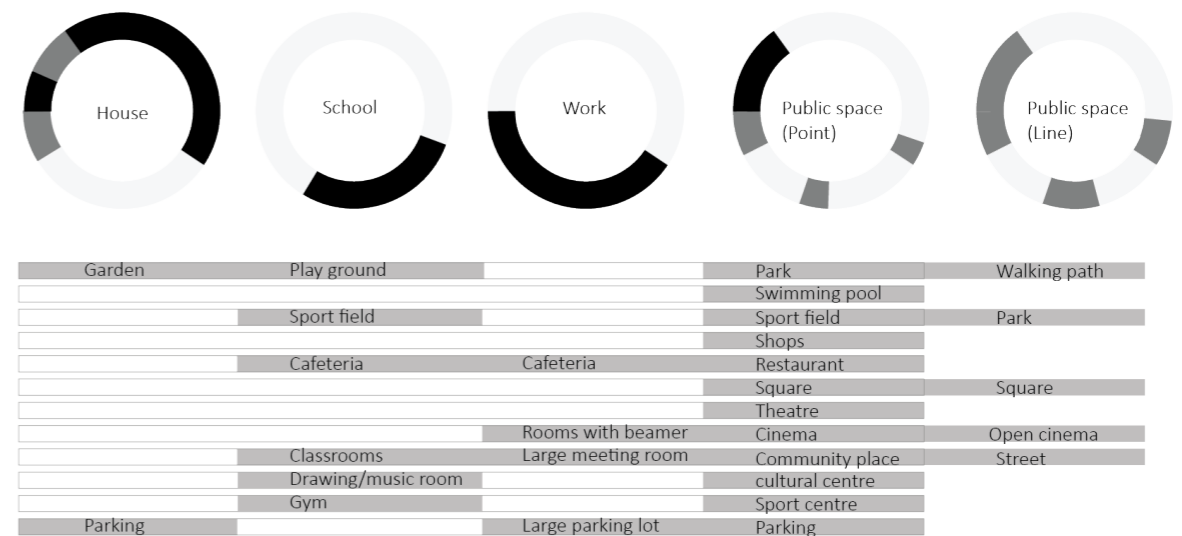 House
School
Work
Public space
(Point)
Public space
(Line)
Garden Play ground Park Walking path
Swimming pool
Sport field Sport field Park
Shops
Cafeteria Cafeteria Restaurant
Square Square
Theatre
Rooms with beamer Cinema Open cinema
Classrooms Large meeting room Community place Street
Drawing/music room cultural centre
Gym Sport centre
Parking Large parking lot Parking